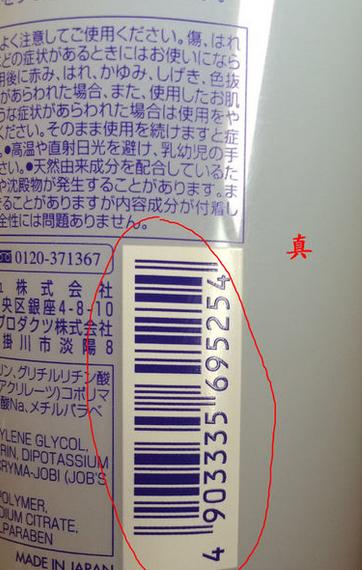 よく注意してご使用ください。傷、はれ
どの症状があるときにはお使いになら
用後に赤み、はれ、かゆみ、しげき、色抜
があらわれた場合、また、使用したお肌
うな症状があらわれた場合は使用をや
ください。そのまま使用を続けますと症
●高温や直射日光を避け、乳幼児の手
さい。●天然由来成分を配合しているた
や沈殿物が発生することがあります。ま
ることがありますが内容成分が付着し
全性には問題ありません。
真
0120-371367
株式会社
央区銀座4-8-10
プロダクツ株式会社
掛川市淡陽8
リン、グリチルリチン酸
アクリレーツ)コポリマ
酸Na、メチルパラベ
YLENE GLYCOL,
RIN, DIPOTASSIUM
CRYMA-JOBI (JOB'S
POLYMER,
DIUM CITRATE,
LPARABEN
MADE IN JAPAN
4 903335 695254